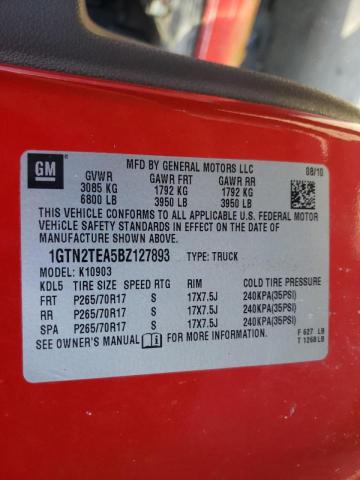 GM
MFD BY GENERAL MOTORS LLC 08/10
GVWR GAWR FRT GAWR RR
3085 KG 1792 KG 1792 KG
6800 LB 3950 LB 3950 LB
THIS VEHICLE CONFORMS TO ALL APPLICABLE U.S. FEDERAL MOTOR
VEHICLE SAFETY, BUMPER, AND THEFT PREVENTION STANDARDS IN
EFFECT ON THE DATE OF MANUFACTURE SHOWN ABOVE.
1GTN2TEA5BZ127893 TYPE: TRUCK
MODEL: K10903
KDL5 TIRE SIZE SPEED RTG RIM COLD TIRE PRESSURE
FRT P265/70R17 S 17X7.5J 240KPA(35PSI)
RR P265/70R17 S 17X7.5J 240KPA(35PSI)
SPA P265/70R17 S 17X7.5J 240KPA(35PSI)
SEE OWNER'S MANUAL FOR MORE INFORMATION.
F 627 LB
T 1268 LB